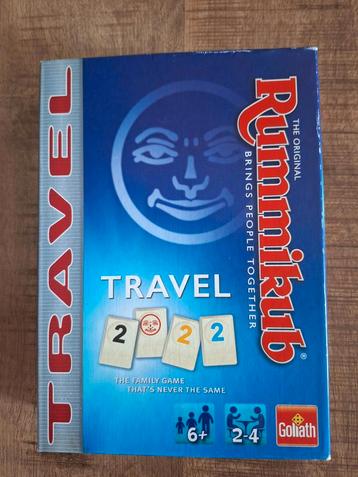 TRAVEL
THE ORIGINAL
Rummikub®
BRINGS PEOPLE TOGETHER
TRAVEL
2 2 2
THE FAMILY GAME
THAT'S NEVER THE SAME
6+ 2-4
Goliath